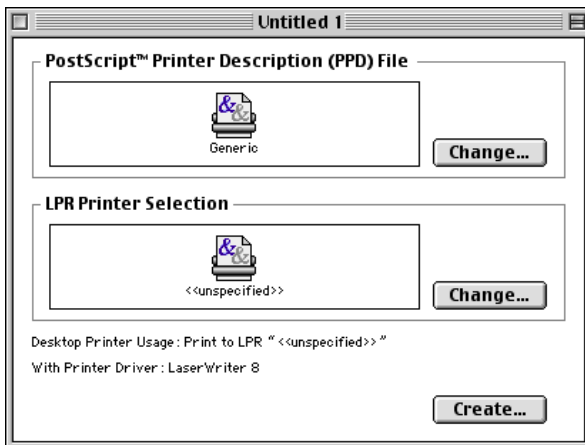 Untitled 1
PostScript™ Printer Description (PPD) File
Generic
Change...
LPR Printer Selection
<<unspecified>>
Change...
Desktop Printer Usage : Print to LPR “ <<unspecified>> ”
With Printer Driver : LaserWriter 8
Create...